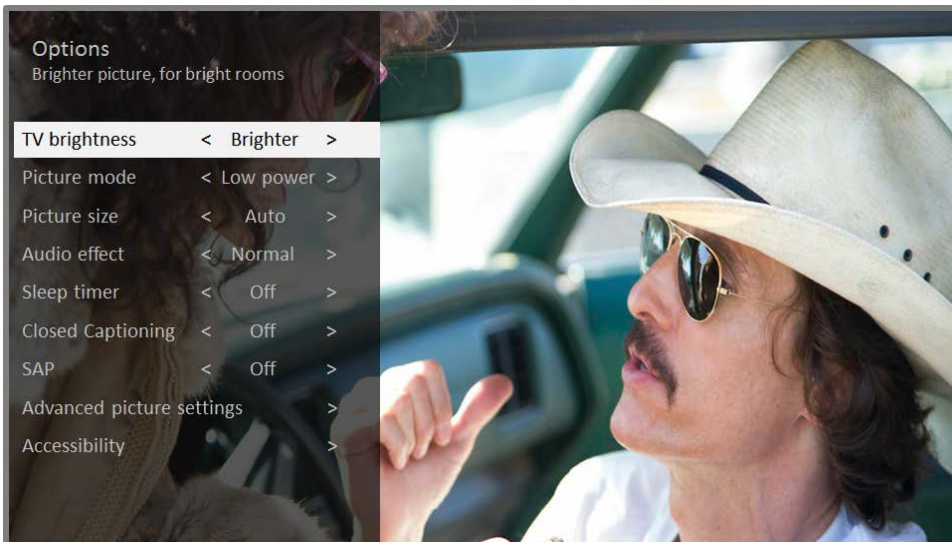 Options
Brighter picture, for bright rooms
TV brightness < Brighter >
Picture mode < Low power >
Picture size < Auto >
Audio effect < Normal >
Sleep timer < Off >
Closed Captioning < Off >
SAP < Off >
Advanced picture settings >
Accessibility >